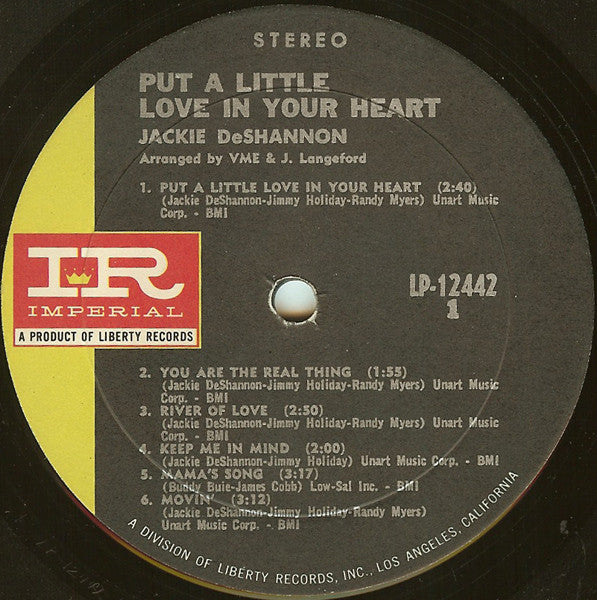 STEREO
PUT A LITTLE
LOVE IN YOUR HEART
JACKIE DeSHANNON
Arranged by VME & J. Langeford
1. PUT A LITTLE LOVE IN YOUR HEART (2:40)
(Jackie DeShannon-Jimmy Holiday-Randy Myers) Unart Music
Corp. - BMI
IR
IMPERIAL
A PRODUCT OF LIBERTY RECORDS
LP-12442
1
2. YOU ARE THE REAL THING (1:55)
(Jackie DeShannon-Jimmy Holiday-Randy Myers) Unart Music
Corp. - BMI
3. RIVER OF LOVE (2:50)
(Jackie DeShannon-Jimmy Holiday-Randy Myers) Unart Music
Corp. - BMI
4. KEEP ME IN MIND (2:00)
(Jackie DeShannon-Jimmy Holiday) Unart Music Corp. - BMI
5. MAMA'S SONG (3:17)
(Buddy Buie-James Cobb) Low-Sal Inc. - BMI
6. MOVIN' (3:12)
(Jackie DeShannon-Jimmy Holiday-Randy Myers)
Unart Music Corp. - BMI
A DIVISION OF LIBERTY RECORDS, INC., LOS ANGELES, CALIFORNIA